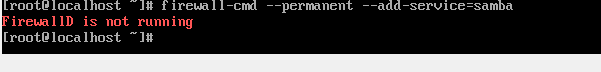 [root@localhost ~]# firewall-cmd --permanent --add-service=samba
FirewallD is not running
[root@localhost ~]#